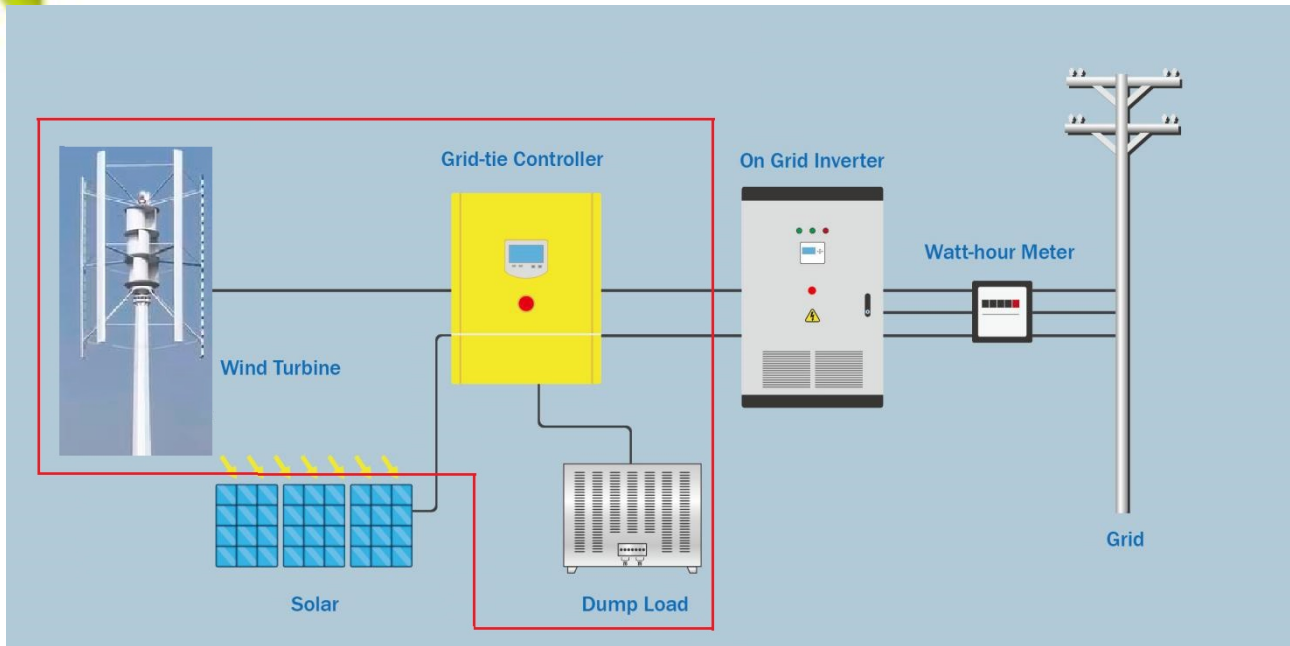 Grid-tie Controller
On Grid Inverter
Watt-hour Meter
Wind Turbine
Grid
Solar
Dump Load